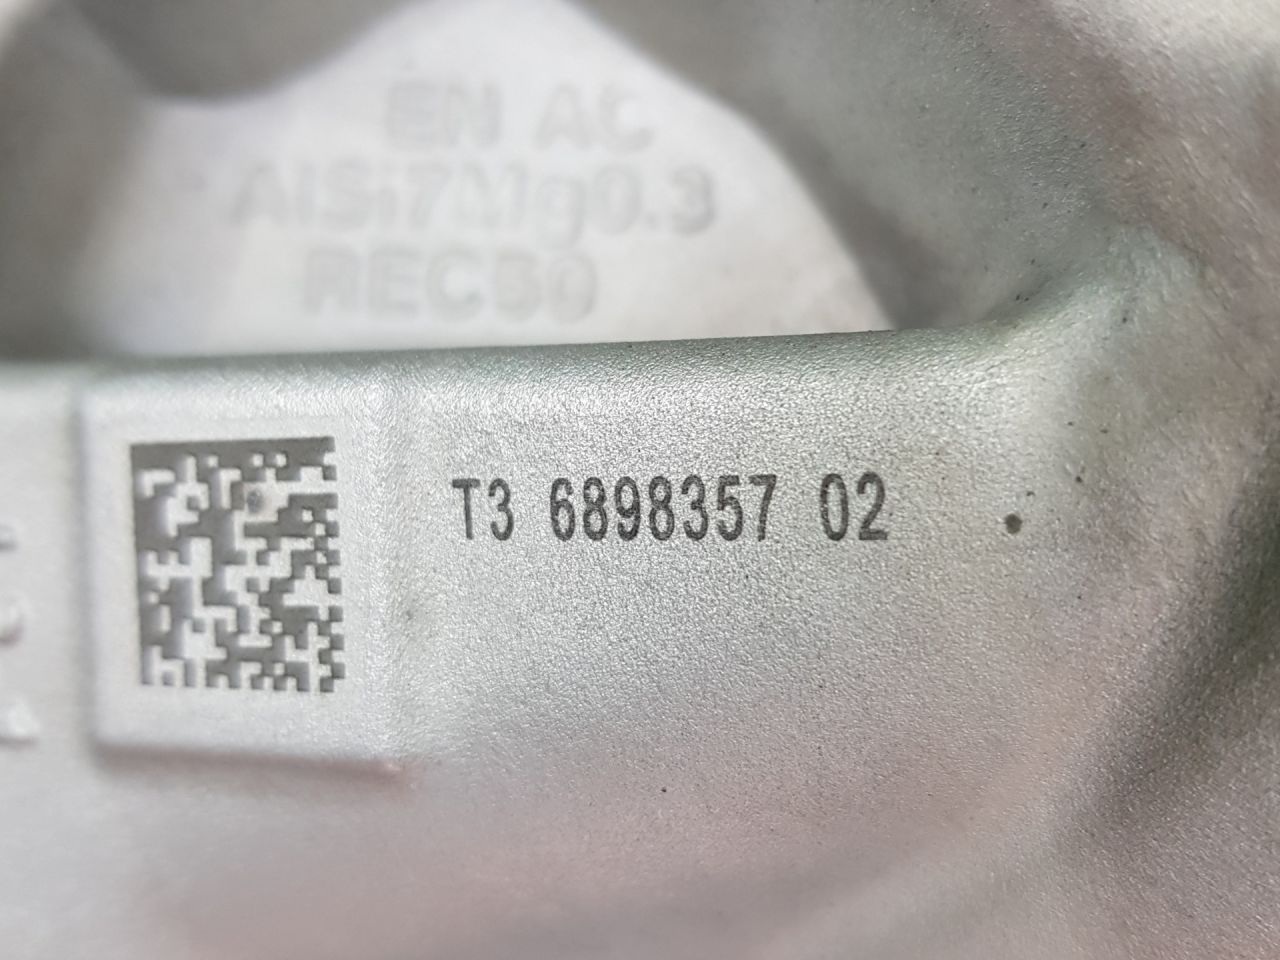 EN AC
AlSi7Mg0.3
REC50
T3 6898357 02